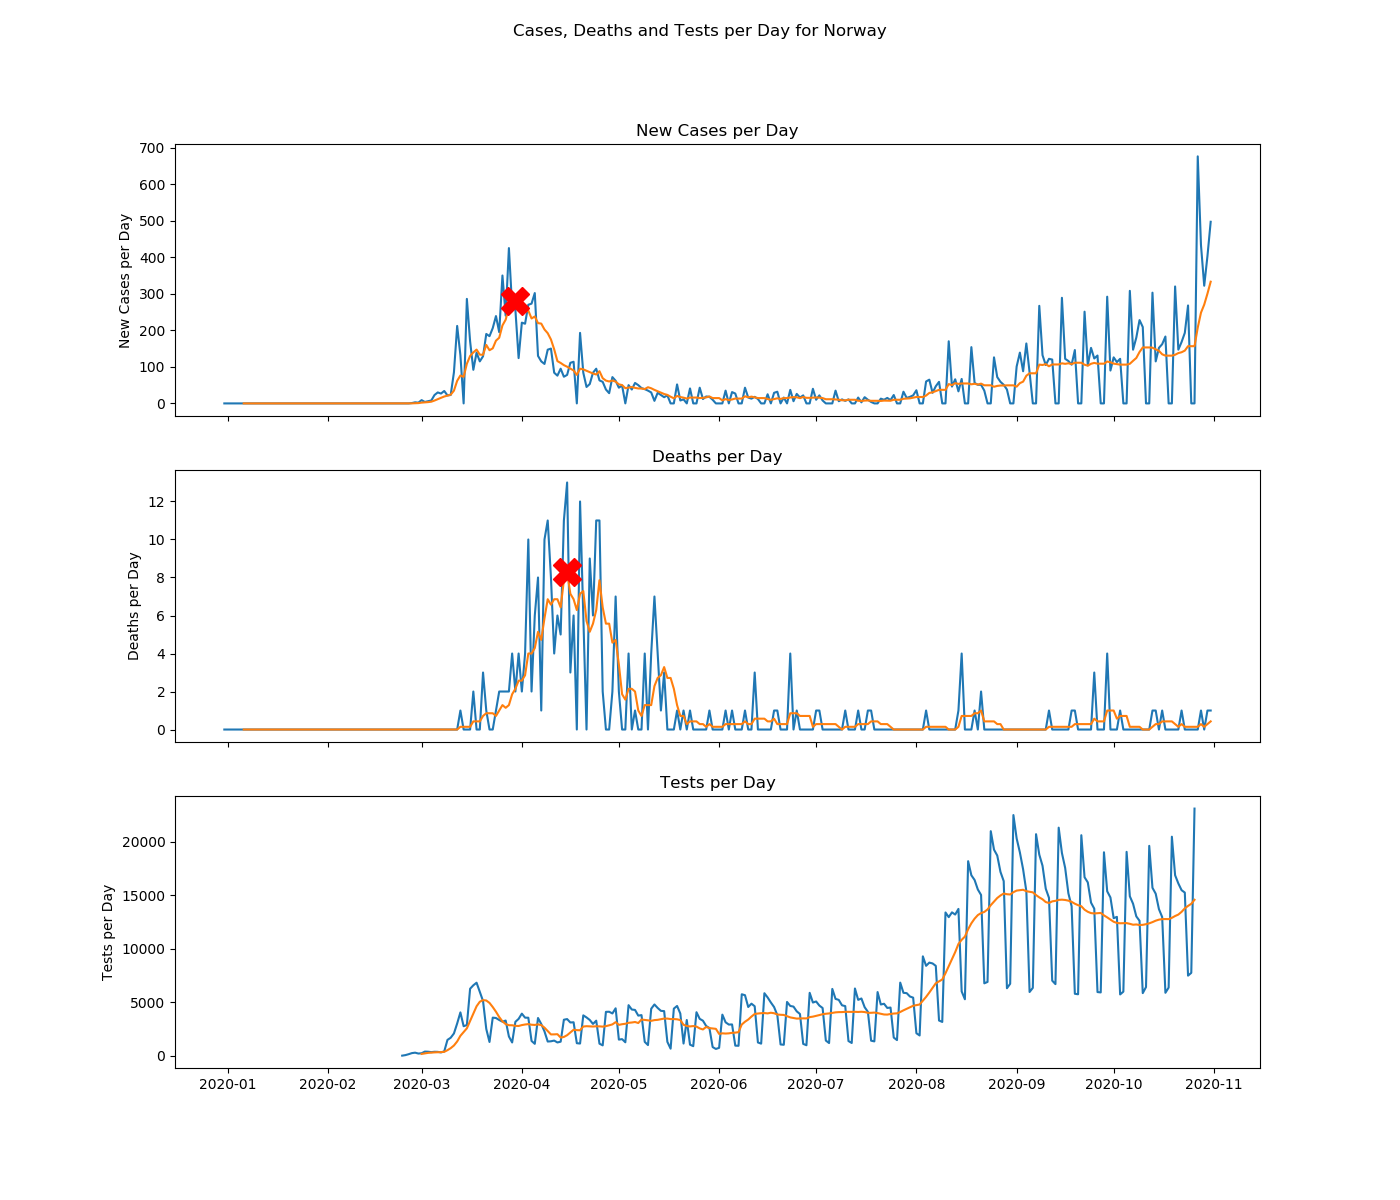 Cases, Deaths and Tests per Day for Norway
New Cases per Day
700
600
500
400
300
200
100
0
New Cases per Day
Deaths per Day
12
10
8
6
4
2
0
Deaths per Day
Tests per Day
20000
15000
10000
5000
0
Tests per Day
2020-01 2020-02 2020-03 2020-04 2020-05 2020-06 2020-07 2020-08 2020-09 2020-10 2020-11